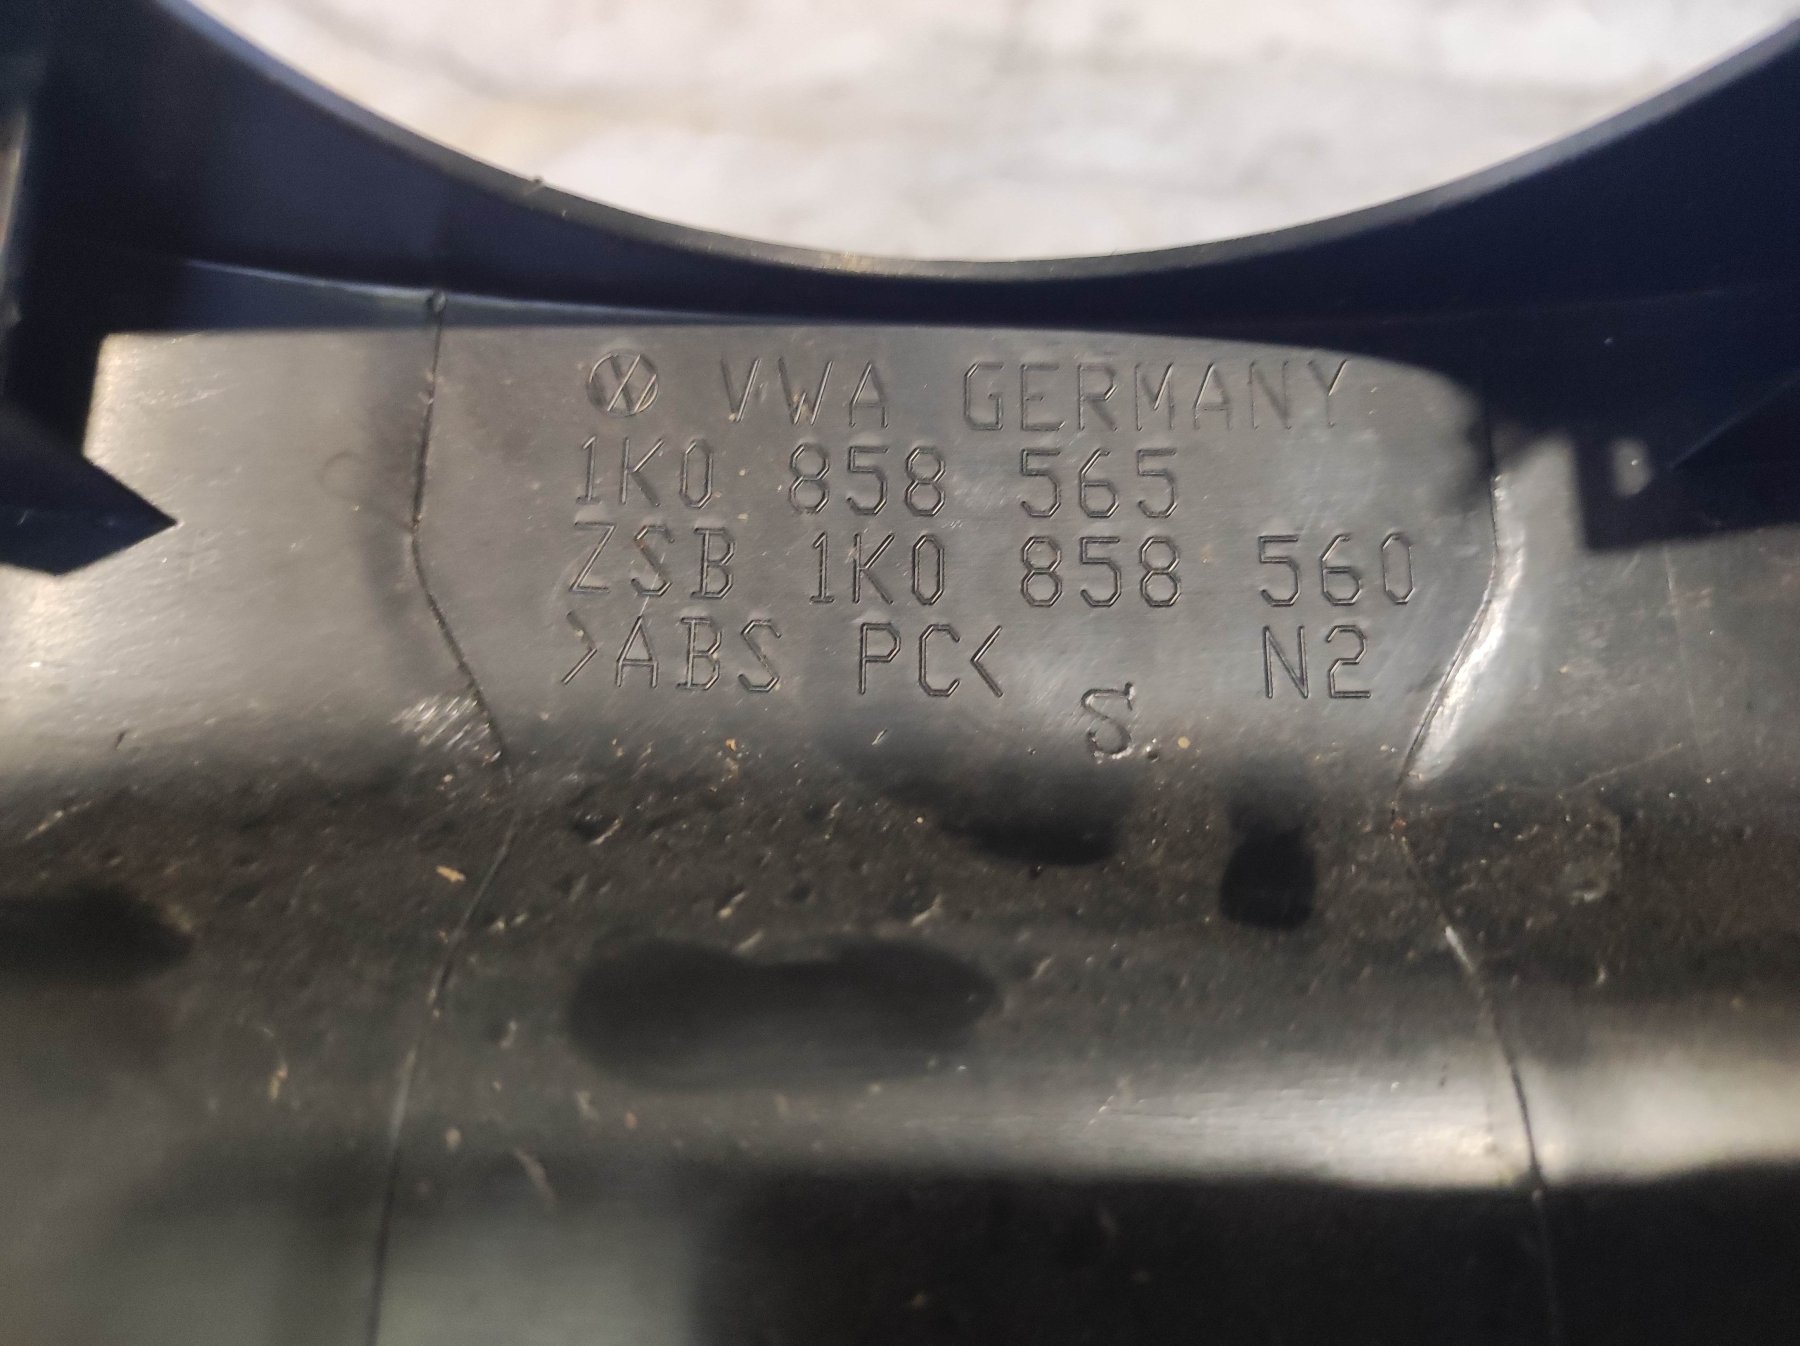 VWA GERMANY
1K0 858 565
ZSB 1K0 858 560
>ABS PC< N2
S